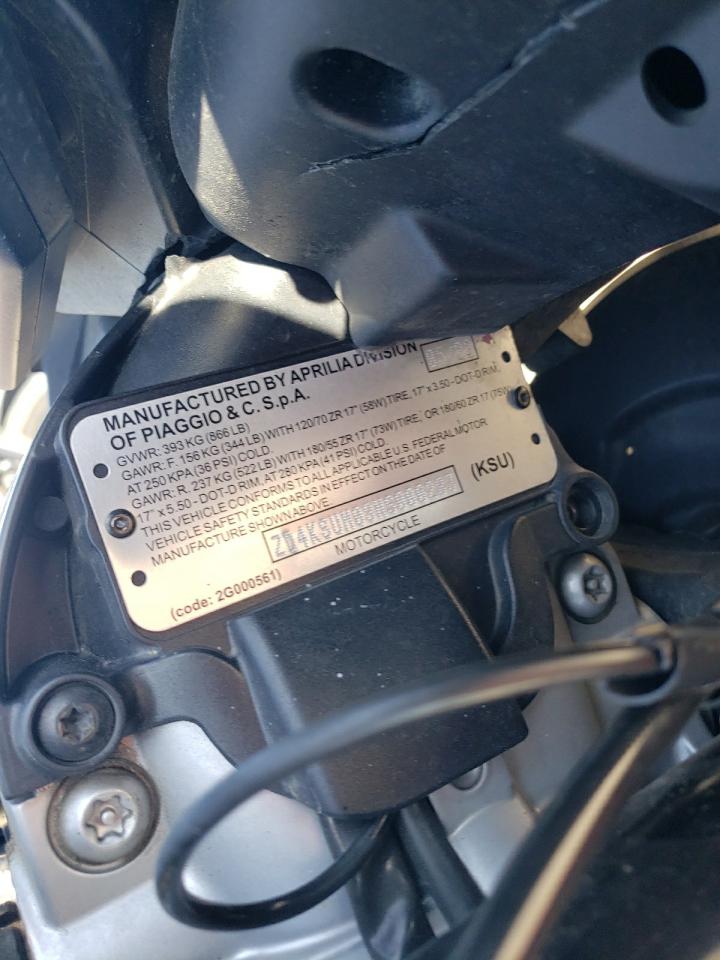 MANUFACTURED BY APRILIA DIVISION
OF PIAGGIO & C. S.p.A.
GVWR: 393 KG (866 LB)
GAWR: F. 156 KG (344 LB) WITH 120/70 ZR 17" (58W) TIRE, 17" x 3.50 - DOT-D RIM,
AT 250 KPA (36 PSI) COLD.
GAWR: R. 237 KG (522 LB) WITH 180/55 ZR 17" (73W) TIRE, OR 180/60 ZR 17 (75W)
17" x 5.50 - DOT-D RIM, AT 280 KPA (41 PSI) COLD.
THIS VEHICLE CONFORMS TO ALL APPLICABLE U.S. FEDERAL MOTOR
VEHICLE SAFETY STANDARDS IN EFFECT ON THE DATE OF
MANUFACTURE SHOWN ABOVE
(KSU)
MOTORCYCLE
(code: 2G000561)